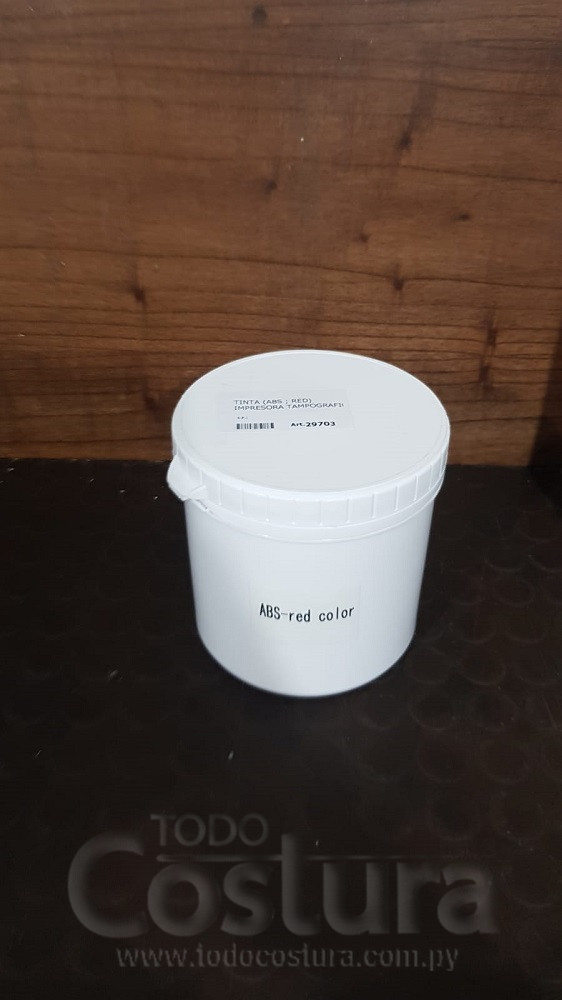 TINTA (ABS ; RED)
IMPRESORA TAMPOGRAFI
Art.29703
ABS-red color
TODO
Costura
www.todocostura.com.py